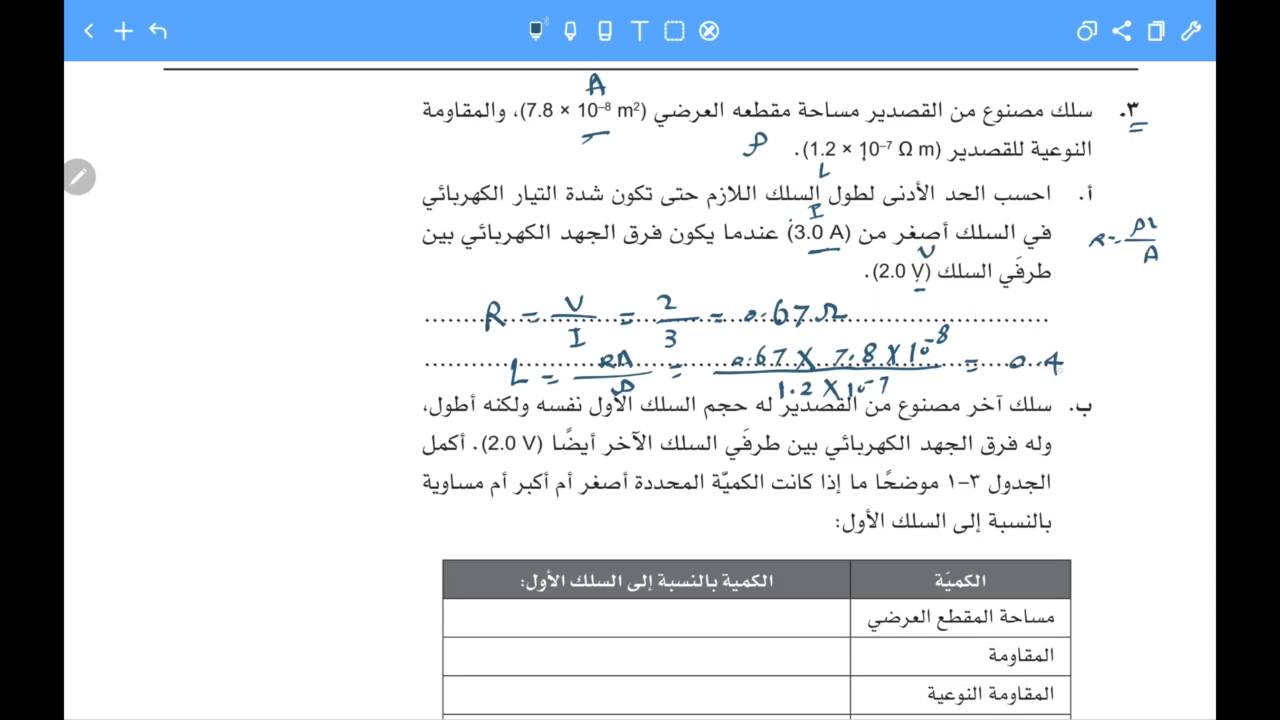 A
٣. سلك مصنوع من القصدير مساحة مقطعه العرضي (7.8 × 10⁻⁸ m²)، والمقاومة
النوعية للقصدير (1.2 × 10⁻⁷ Ω m). ρ
L
أ. احسب الحد الأدنى لطول السلك اللازم حتى تكون شدة التيار الكهربائي
I
في السلك أصغر من (3.0 A) عندما يكون فرق الجهد الكهربائي بين
R = ρL / A
V
طرفَي السلك (2.0 V).
R = V / I = 2 / 3 = 0.67 Ω
L = RA / ρ = 0.67 × 7.8 × 10⁻⁸ / 1.2 × 10⁻⁷ = 0.4
ب. سلك آخر مصنوع من القصدير له حجم السلك الأول نفسه ولكنه أطول،
وله فرق الجهد الكهربائي بين طرفَي السلك الآخر أيضًا (2.0 V). أكمل
الجدول ٣-١ موضحًا ما إذا كانت الكميّة المحددة أصغر أم أكبر أم مساوية
بالنسبة إلى السلك الأول:
الكميّة الكمية بالنسبة إلى السلك الأول:
مساحة المقطع العرضي
المقاومة
المقاومة النوعية